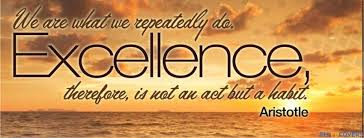 We are what we repeatedly do.
Excellence,
therefore, is not an act but a habit.
Aristotle